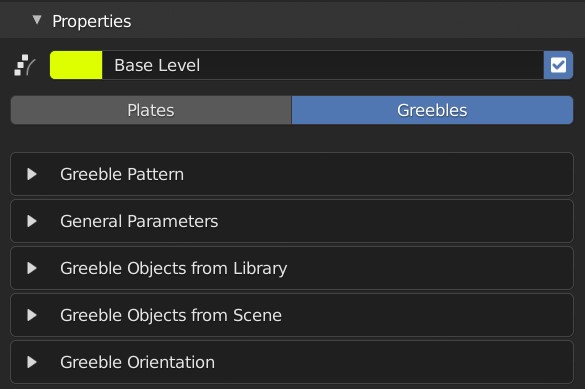 Properties
Base Level
Plates Greebles
Greeble Pattern
General Parameters
Greeble Objects from Library
Greeble Objects from Scene
Greeble Orientation